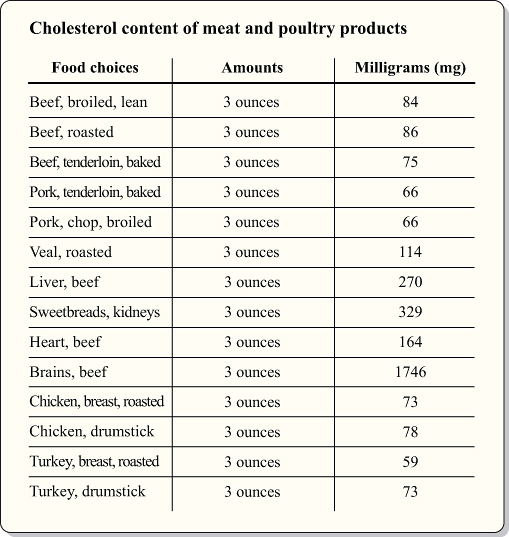 Cholesterol content of meat and poultry products
Food choices Amounts Milligrams (mg)
Beef, broiled, lean 3 ounces 84
Beef, roasted 3 ounces 86
Beef, tenderloin, baked 3 ounces 75
Pork, tenderloin, baked 3 ounces 66
Pork, chop, broiled 3 ounces 66
Veal, roasted 3 ounces 114
Liver, beef 3 ounces 270
Sweetbreads, kidneys 3 ounces 329
Heart, beef 3 ounces 164
Brains, beef 3 ounces 1746
Chicken, breast, roasted 3 ounces 73
Chicken, drumstick 3 ounces 78
Turkey, breast, roasted 3 ounces 59
Turkey, drumstick 3 ounces 73